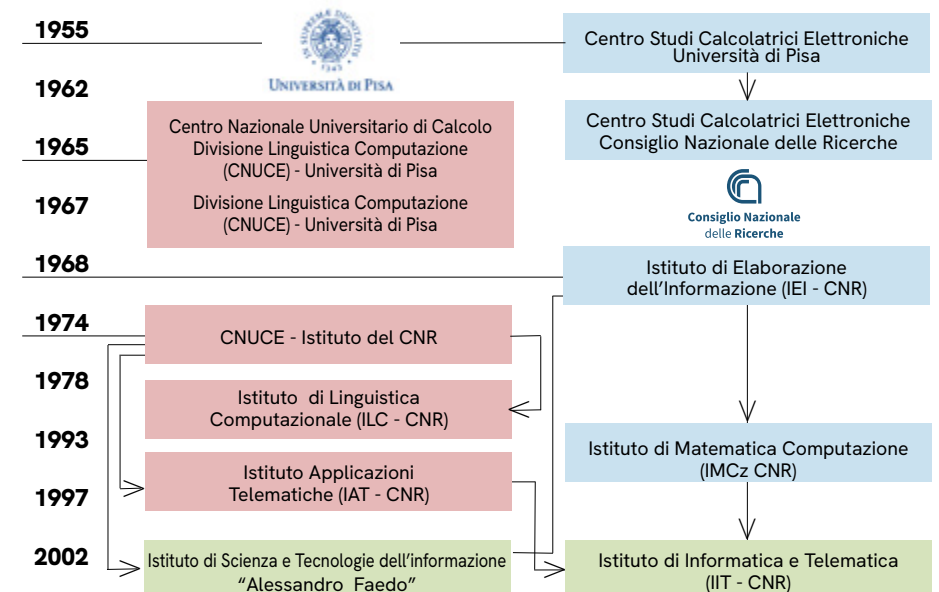 1955
IN SUPREMÆ DIGNITATIS
1343
UNIVERSITÀ DI PISA
Centro Studi Calcolatrici Elettroniche
Università di Pisa
1962
Centro Studi Calcolatrici Elettroniche
Consiglio Nazionale delle Ricerche
Centro Nazionale Universitario di Calcolo
Divisione Linguistica Computazione
(CNUCE) - Università di Pisa
1965
Divisione Linguistica Computazione
(CNUCE) - Università di Pisa
1967
Consiglio Nazionale
delle Ricerche
1968
Istituto di Elaborazione
dell’Informazione (IEI - CNR)
1974
CNUCE - Istituto del CNR
1978
Istituto di Linguistica
Computazionale (ILC - CNR)
1993
Istituto di Matematica Computazione
(IMCz CNR)
Istituto Applicazioni
Telematiche (IAT - CNR)
1997
2002
Istituto di Scienza e Tecnologie dell’informazione
“Alessandro Faedo”
Istituto di Informatica e Telematica
(IIT - CNR)